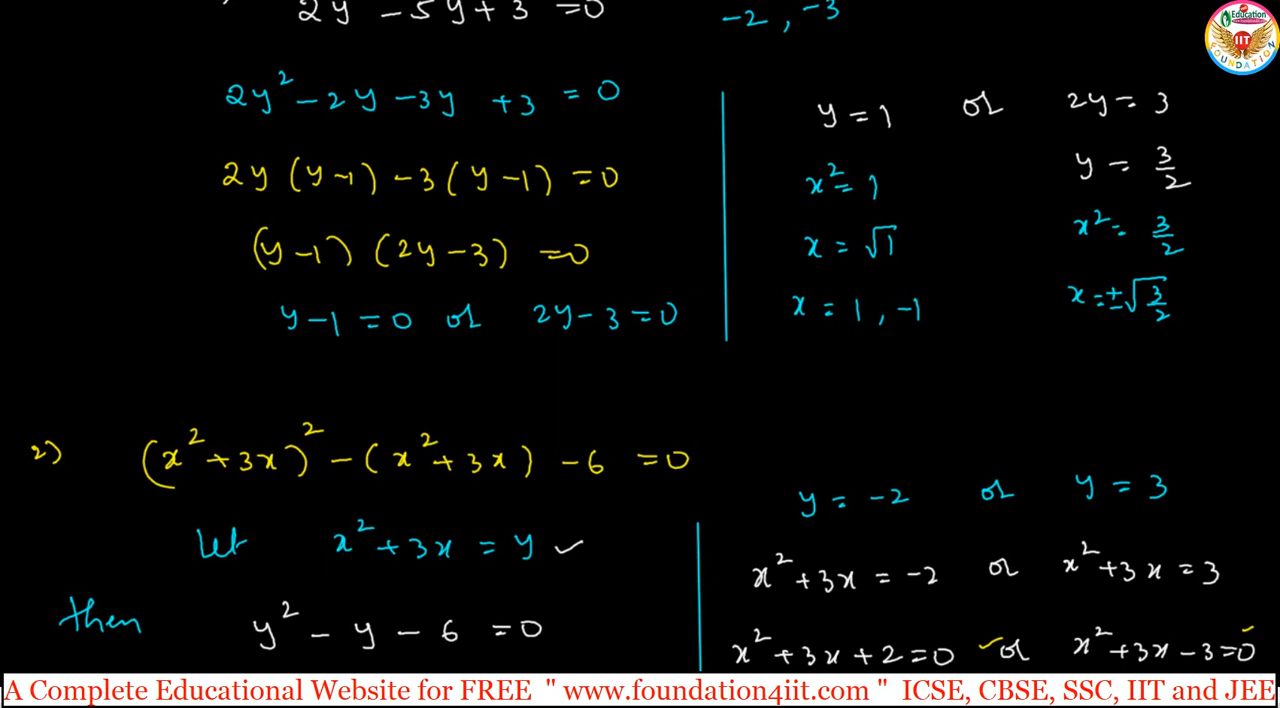 2y - 5y + 3 = 0
-2, -3
Education
IIT
FOUNDATION
2y² - 2y - 3y + 3 = 0
2y (y-1) - 3 (y-1) = 0
(y-1) (2y-3) = 0
y-1 = 0 or 2y-3 = 0
y = 1 or 2y = 3
y = 3/2
x² = 1
x² = 3/2
x = √1
x = ±√3/2
x = 1, -1
2) (x² + 3x)² - (x² + 3x) - 6 = 0
Let x² + 3x = y ✓
then y² - y - 6 = 0
y = -2 or y = 3
x² + 3x = -2 or x² + 3x = 3
x² + 3x + 2 = 0 ✓ or x² + 3x - 3 = 0 ✓
A Complete Educational Website for FREE " www.foundation4iit.com " ICSE, CBSE, SSC, IIT and JEE